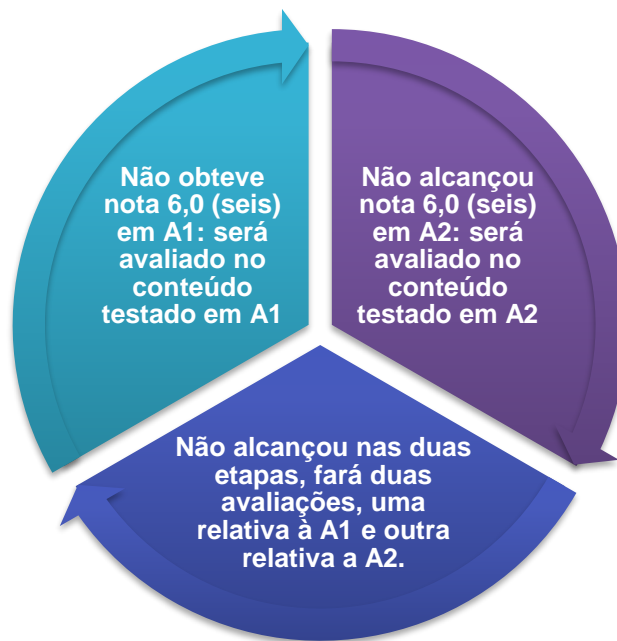 Não obteve
nota 6,0 (seis)
em A1: será
avaliado no
conteúdo
testado em A1
Não alcançou
nota 6,0 (seis)
em A2: será
avaliado no
conteúdo
testado em A2
Não alcançou nas duas
etapas, fará duas
avaliações, uma
relativa à A1 e outra
relativa a A2.